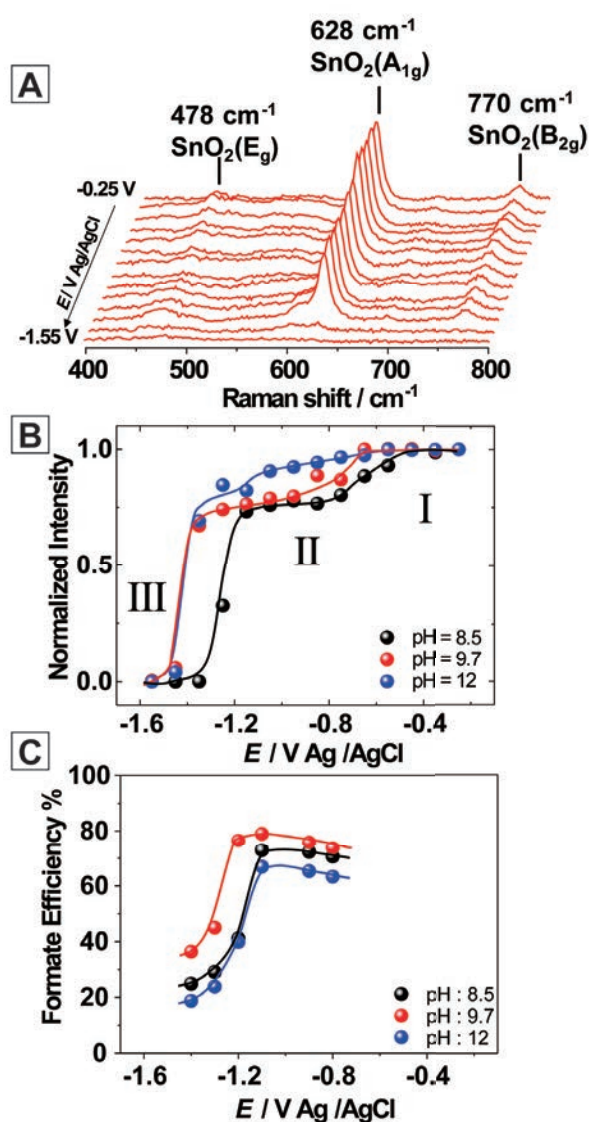 A
628 cm⁻¹
SnO₂(A₁g)
478 cm⁻¹
SnO₂(Eg)
770 cm⁻¹
SnO₂(B₂g)
-0.25 V
E / V Ag/AgCl
-1.55 V
400 500 600 700 800
Raman shift / cm⁻¹
B
Normalized Intensity
1.0
0.5
0.0
I
II
III
pH = 8.5
pH = 9.7
pH = 12
-1.6 -1.2 -0.8 -0.4
E / V Ag /AgCl
C
Formate Efficiency %
100
80
60
40
20
0
pH : 8.5
pH : 9.7
pH : 12
-1.6 -1.2 -0.8 -0.4
E / V Ag/AgCl